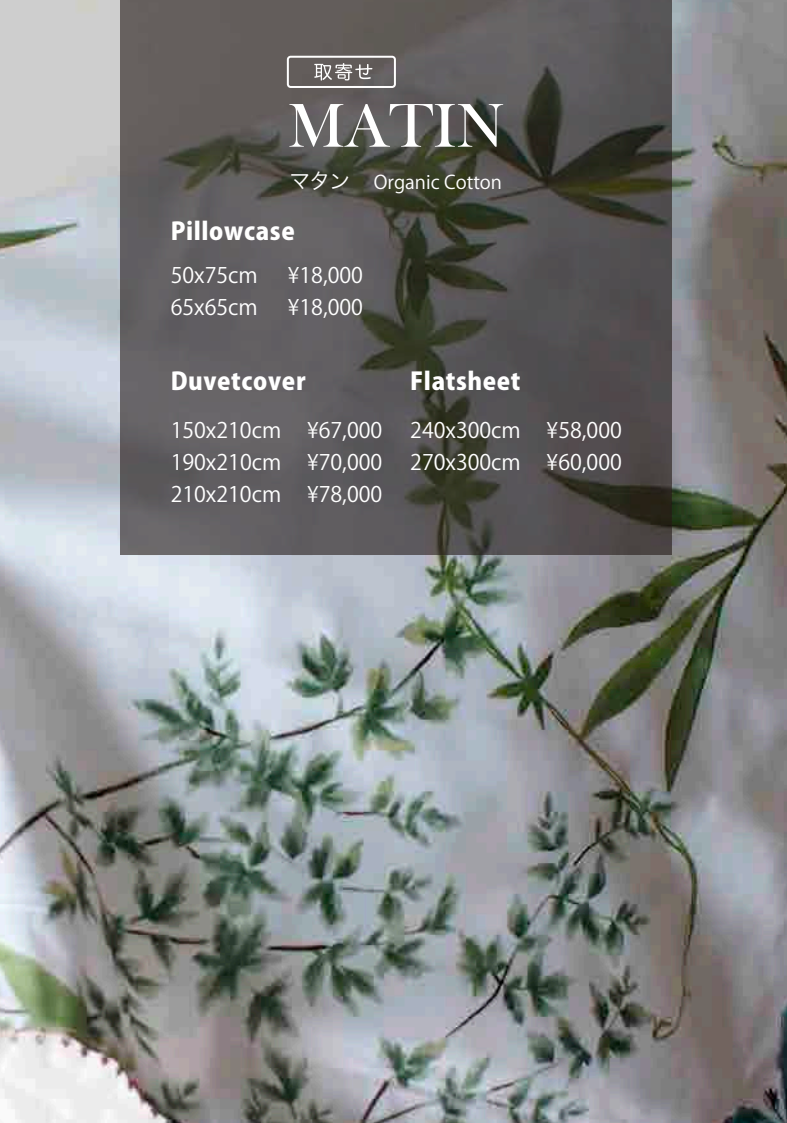 取寄せ
MATIN
マタン Organic Cotton
Pillowcase
50x75cm ¥18,000
65x65cm ¥18,000
Duvetcover
150x210cm ¥67,000
190x210cm ¥70,000
210x210cm ¥78,000
Flatsheet
240x300cm ¥58,000
270x300cm ¥60,000